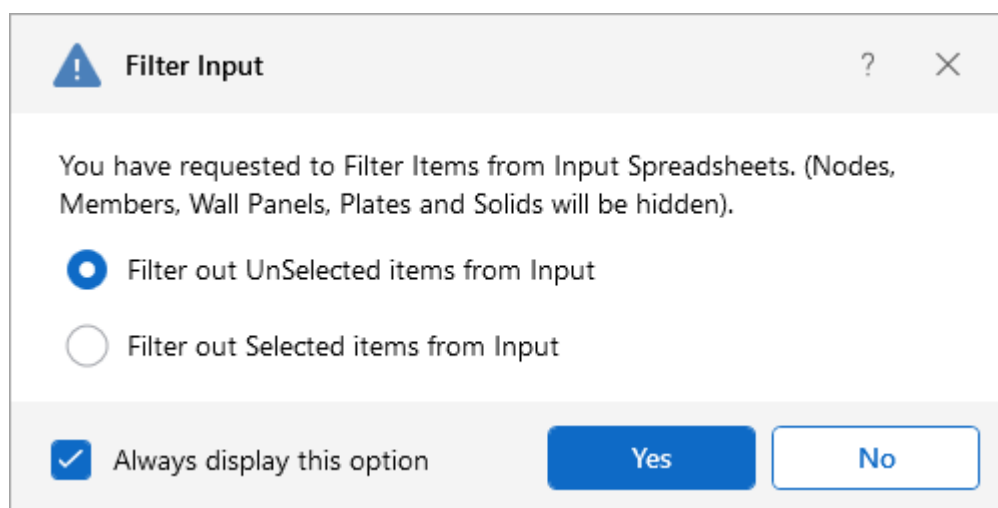 Filter Input
?
You have requested to Filter Items from Input Spreadsheets. (Nodes,
Members, Wall Panels, Plates and Solids will be hidden).
Filter out UnSelected items from Input
Filter out Selected items from Input
Always display this option
Yes
No